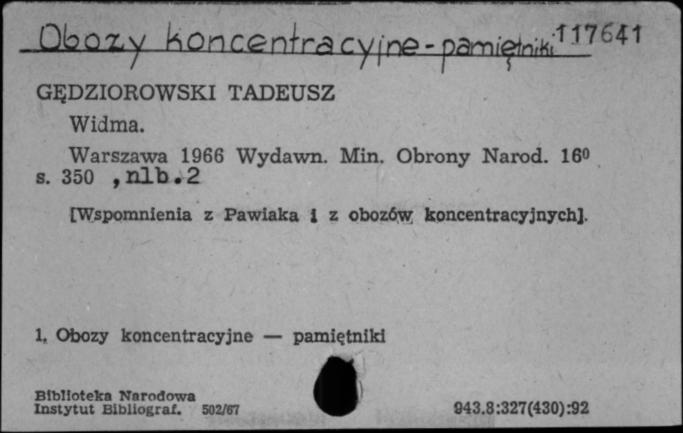 Obozy koncentracyjne-pamiętniki 117641
GĘDZIOROWSKI TADEUSZ
Widma.
Warszawa 1966 Wydawn. Min. Obrony Narod. 16⁰
s. 350 , nlb.2
[Wspomnienia z Pawiaka i z obozów koncentracyjnych].
1. Obozy koncentracyjne — pamiętniki
Biblioteka Narodowa
Instytut Bibliograf. 502/67 943.8:327(430):92